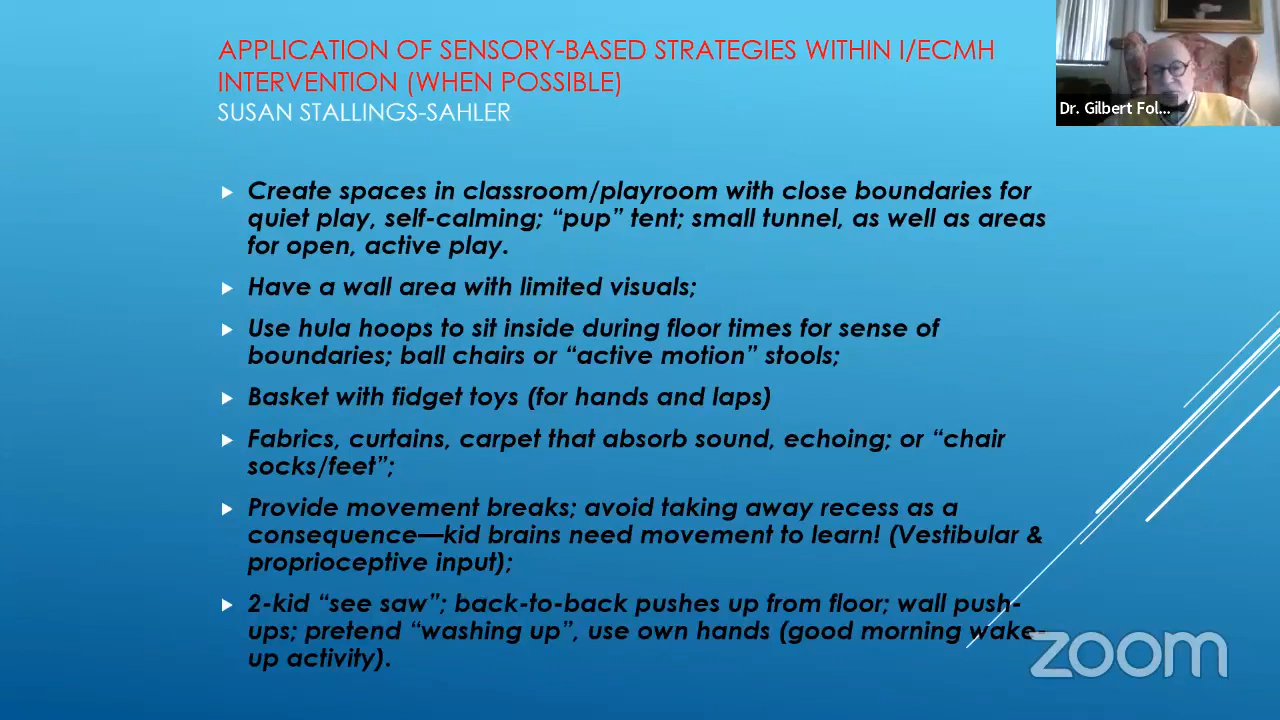 APPLICATION OF SENSORY-BASED STRATEGIES WITHIN I/ECMH
INTERVENTION (WHEN POSSIBLE)
SUSAN STALLINGS-SAHLER
Dr. Gilbert Fol...
Create spaces in classroom/playroom with close boundaries for
quiet play, self-calming; “pup” tent; small tunnel, as well as areas
for open, active play.
Have a wall area with limited visuals;
Use hula hoops to sit inside during floor times for sense of
boundaries; ball chairs or “active motion” stools;
Basket with fidget toys (for hands and laps)
Fabrics, curtains, carpet that absorb sound, echoing; or “chair
socks/feet”;
Provide movement breaks; avoid taking away recess as a
consequence—kid brains need movement to learn! (Vestibular &
proprioceptive input);
2-kid “see saw”; back-to-back pushes up from floor; wall push-
ups; pretend “washing up”, use own hands (good morning wake-
up activity).
zoom